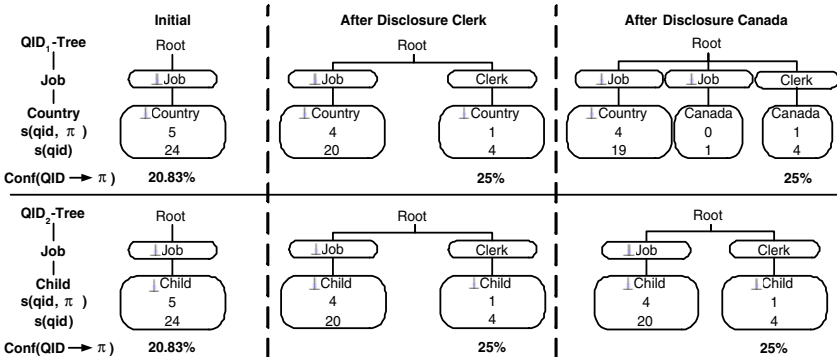 Initial After Disclosure Clerk After Disclosure Canada
QID1-Tree Root Root Root
Job ⊥Job ⊥Job Clerk ⊥Job ⊥Job Clerk
Country ⊥Country ⊥Country ⊥Country ⊥Country Canada Canada
s(qid, π) 5 4 1 4 0 1
s(qid) 24 20 4 19 1 4
Conf(QID → π) 20.83% 25% 25%
QID2-Tree Root Root Root
Job ⊥Job ⊥Job Clerk ⊥Job Clerk
Child ⊥Child ⊥Child ⊥Child ⊥Child ⊥Child
s(qid, π) 5 4 1 4 1
s(qid) 24 20 4 20 4
Conf(QID → π) 20.83% 25% 25%